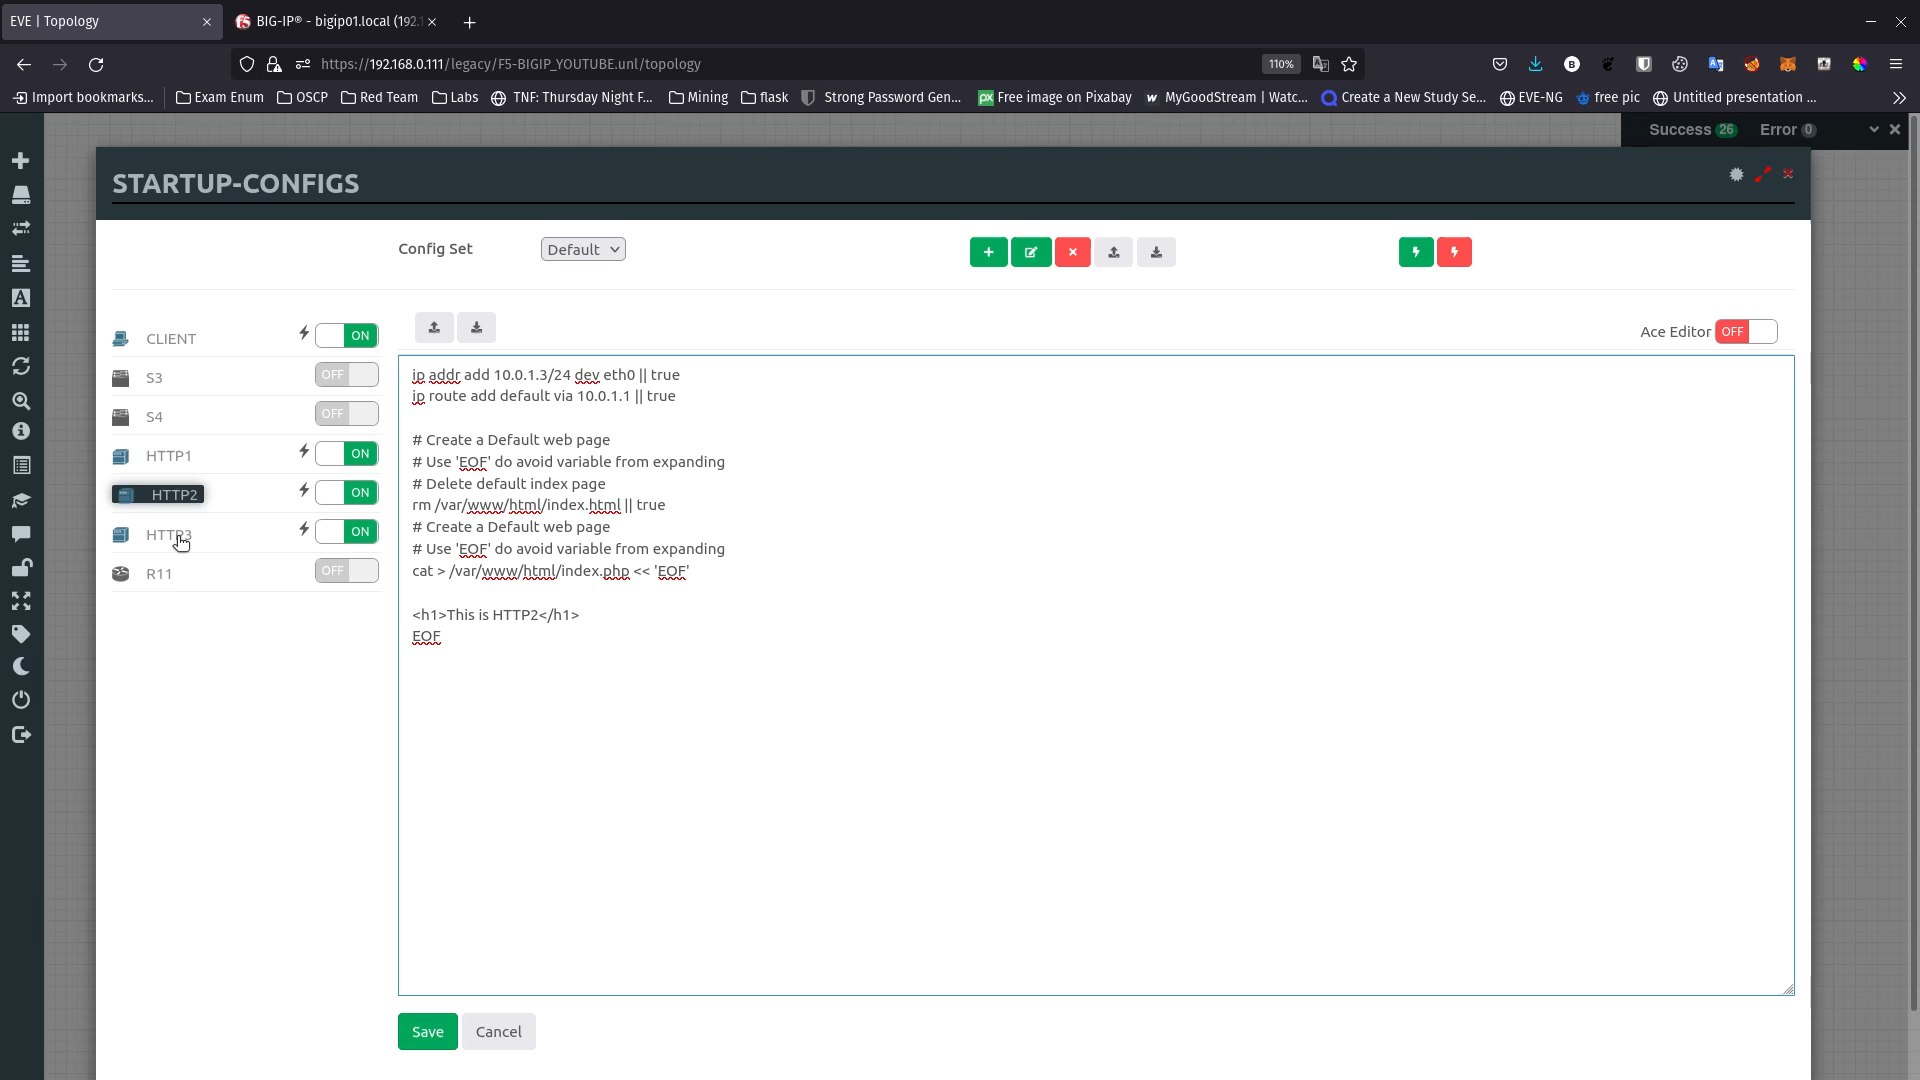 EVE | Topology
BIG-IP® - bigip01.local (192.1
https://192.168.0.111/legacy/F5-BIGIP_YOUTUBE.unl/topology
110%
Import bookmarks...
Exam Enum
OSCP
Red Team
Labs
TNF: Thursday Night F...
Mining
flask
Strong Password Gen...
Free image on Pixabay
MyGoodStream | Watc...
Create a New Study Se...
EVE-NG
free pic
Untitled presentation ...
Success 26
Error 0
STARTUP-CONFIGS
Config Set
Default
CLIENT
ON
S3
OFF
S4
OFF
HTTP1
ON
HTTP2
ON
HTTP3
ON
R11
OFF
Ace Editor
OFF
ip addr add 10.0.1.3/24 dev eth0 || true
ip route add default via 10.0.1.1 || true
# Create a Default web page
# Use 'EOF' do avoid variable from expanding
# Delete default index page
rm /var/www/html/index.html || true
# Create a Default web page
# Use 'EOF' do avoid variable from expanding
cat > /var/www/html/index.php << 'EOF'
<h1>This is HTTP2</h1>
EOF
Save
Cancel